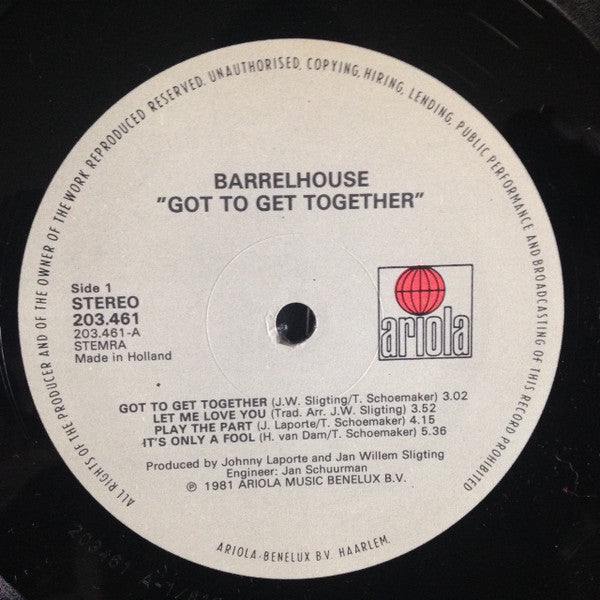 ALL RIGHTS OF THE PRODUCER AND OF THE OWNER OF THE WORK REPRODUCED RESERVED. UNAUTHORISED, COPYING, HIRING, LENDING, PUBLIC PERFORMANCE AND BROADCASTING OF THIS RECORD PROHIBITED
BARRELHOUSE
"GOT TO GET TOGETHER"
Side 1
STEREO
203.461
203.461-A
STEMRA
Made in Holland
ariola
GOT TO GET TOGETHER (J.W. Sligting/T. Schoemaker) 3.02
LET ME LOVE YOU (Trad. Arr. J.W. Sligting) 3.52
PLAY THE PART (J. Laporte/T. Schoemaker) 4.15
IT'S ONLY A FOOL (H. van Dam/T. Schoemaker) 5.36
Produced by Johnny Laporte and Jan Willem Sligting
Engineer: Jan Schuurman
℗ 1981 ARIOLA MUSIC BENELUX B.V.
ARIOLA-BENELUX B.V. HAARLEM.
203461 A-1/